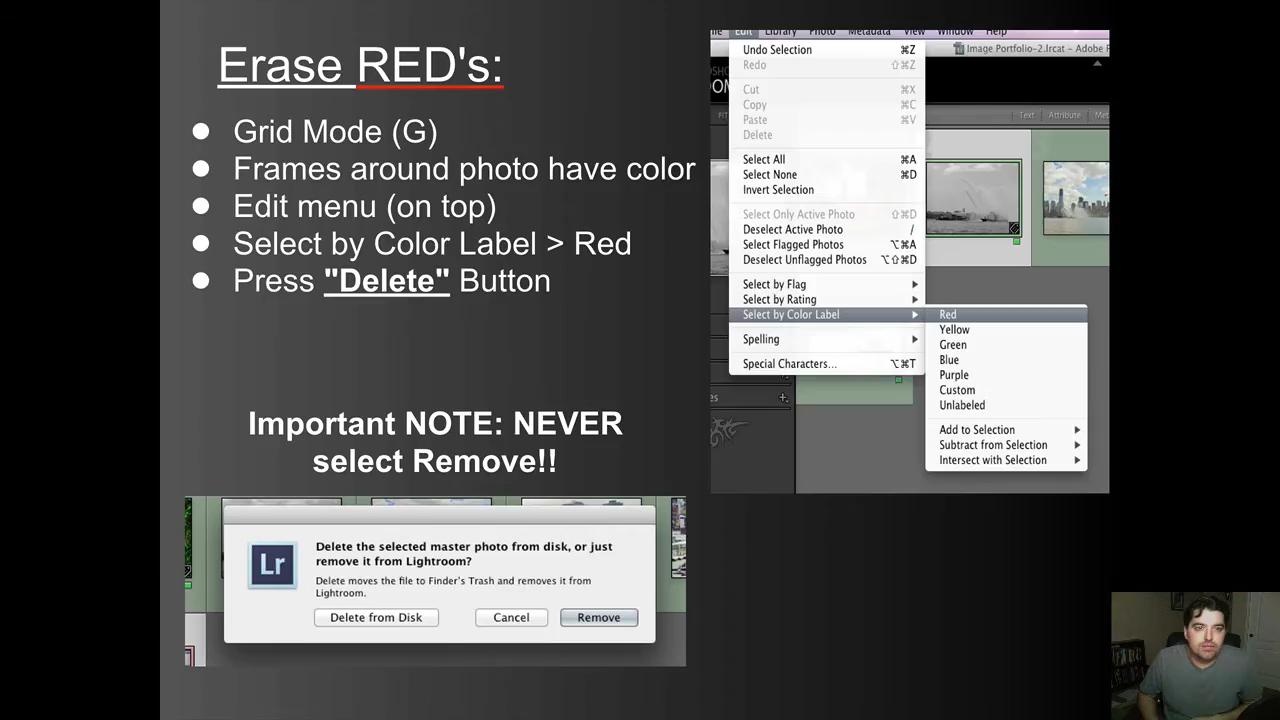 Erase RED's:
Grid Mode (G)
Frames around photo have color
Edit menu (on top)
Select by Color Label > Red
Press "Delete" Button
Important NOTE: NEVER
select Remove!!
Delete the selected master photo from disk, or just
remove it from Lightroom?
Delete moves the file to Finder's Trash and removes it from
Lightroom.
Lr
Delete from Disk Cancel Remove
Edit Library Photo Metadata View Window Help
Image Portfolio-2.lrcat - Adobe P
Undo Selection ⌘Z
Redo ⇧⌘Z
Cut ⌘X
Copy ⌘C
Paste ⌘V
Delete
Text Attribute
Select All ⌘A
Select None ⌘D
Invert Selection
Select Only Active Photo ⇧⌘D
Deselect Active Photo /
Select Flagged Photos ⌥⌘A
Deselect Unflagged Photos ⌥⇧⌘D
Select by Flag
Select by Rating
Select by Color Label
Spelling
Special Characters... ⌥⌘T
Red
Yellow
Green
Blue
Purple
Custom
Unlabeled
Add to Selection
Subtract from Selection
Intersect with Selection